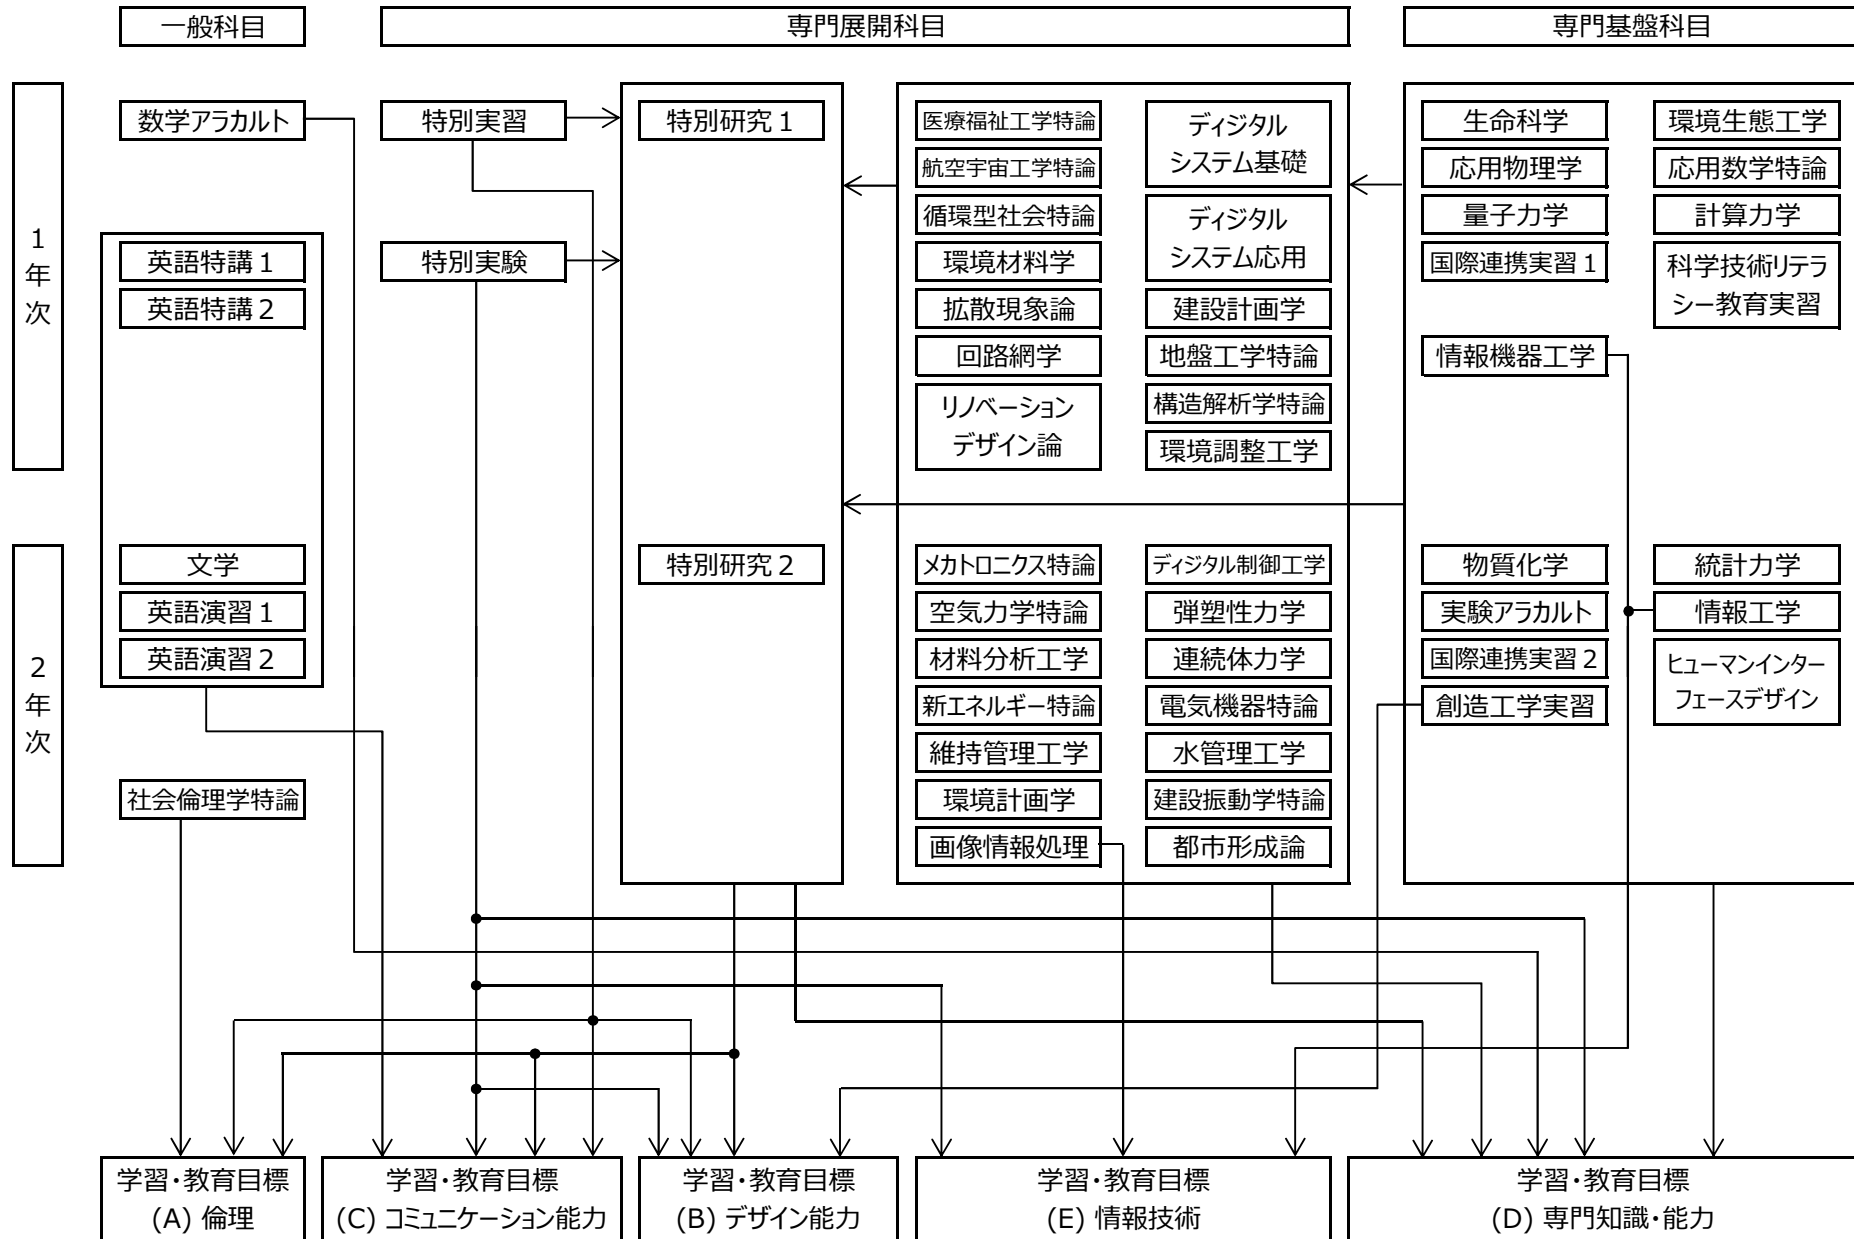 一般科目
専門展開科目
専門基盤科目
1
年
次
数学アラカルト
英語特講1
英語特講2
特別実習
特別実験
特別研究1
医療福祉工学特論
航空宇宙工学特論
循環型社会特論
環境材料学
拡散現象論
回路網学
リノベーション
デザイン論
ディジタル
システム基礎
ディジタル
システム応用
建設計画学
地盤工学特論
構造解析学特論
環境調整工学
生命科学
応用物理学
量子力学
国際連携実習1
情報機器工学
環境生態工学
応用数学特論
計算力学
科学技術リテラ
シー教育実習
2
年
次
文学
英語演習1
英語演習2
社会倫理学特論
特別研究2
メカトロニクス特論
空気力学特論
材料分析工学
新エネルギー特論
維持管理工学
環境計画学
画像情報処理
ディジタル制御工学
弾塑性力学
連続体力学
電気機器特論
水管理工学
建設振動学特論
都市形成論
物質化学
実験アラカルト
国際連携実習2
創造工学実習
統計力学
情報工学
ヒューマンインター
フェースデザイン
学習・教育目標
(A) 倫理
学習・教育目標
(C) コミュニケーション能力
学習・教育目標
(B) デザイン能力
学習・教育目標
(E) 情報技術
学習・教育目標
(D) 専門知識・能力